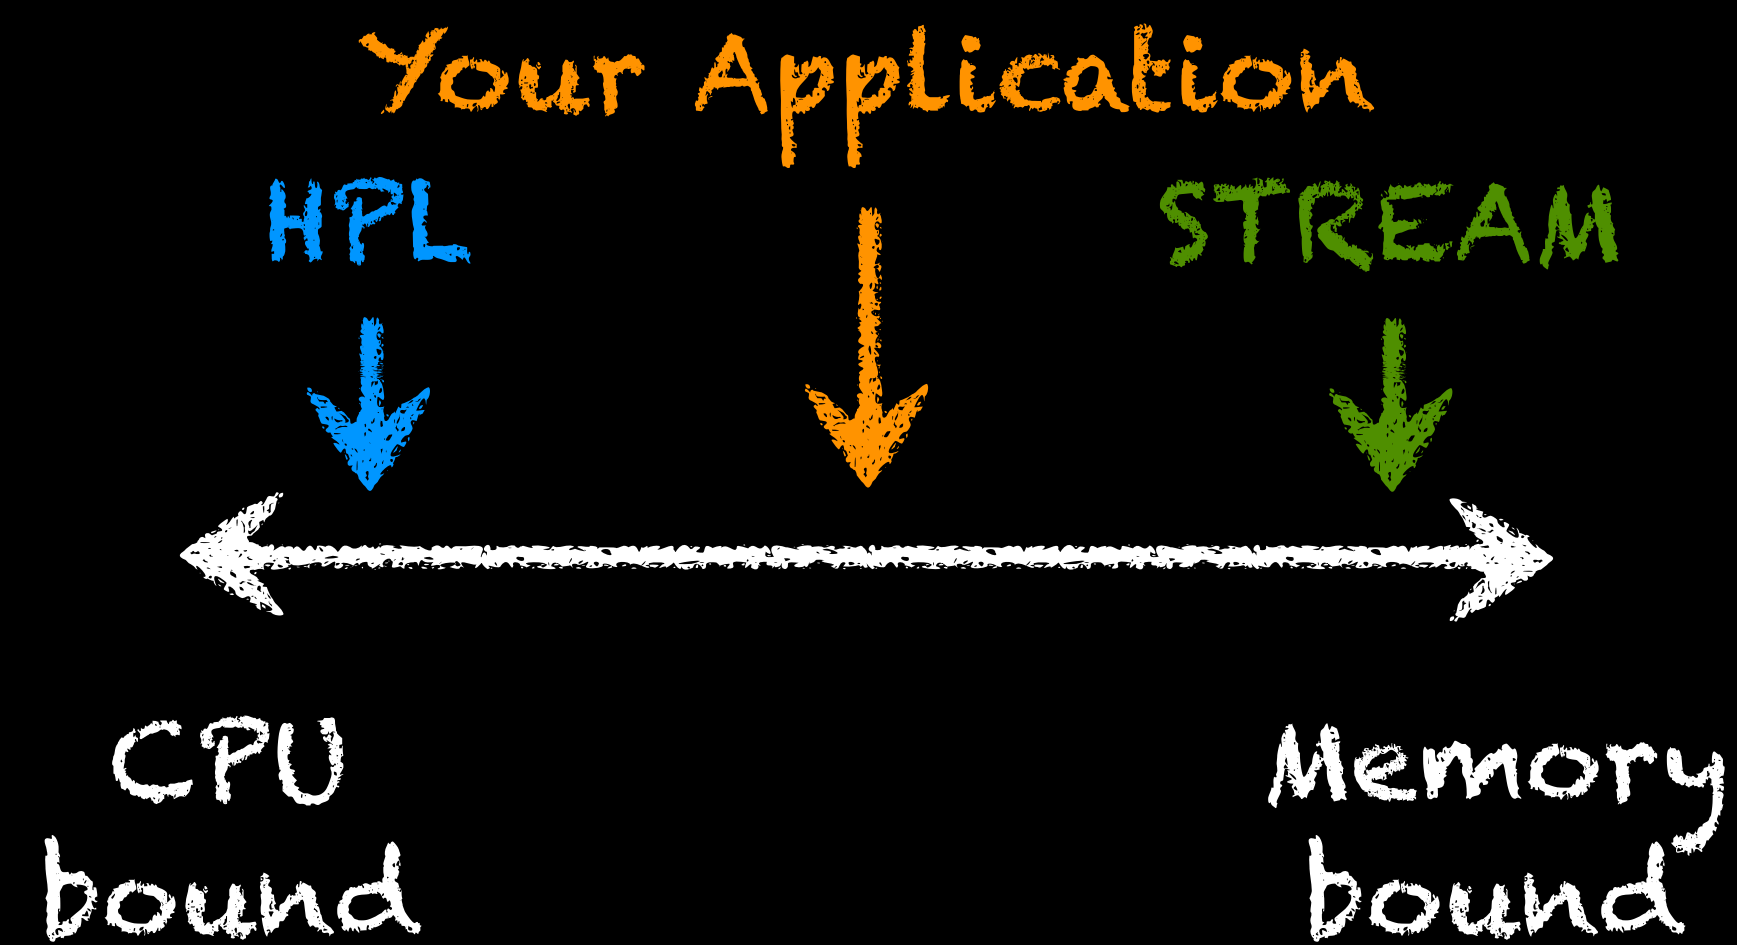 Your Application
HPL
STREAM
CPU
bound
Memory
bound